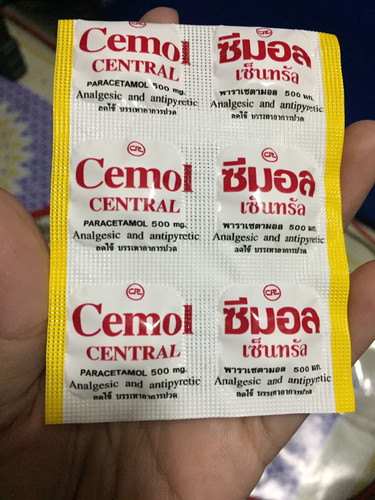 Cemol
CENTRAL
PARACETAMOL 500 mg.
Analgesic and antipyretic
ลดไข้ บรรเทาอาการปวด
ซีมอล
เซ็นทรัล
พาราเซตามอล 500 มก.
Analgesic and antipyretic
ลดไข้ บรรเทาอาการปวด
CPL
Cemol
CENTRAL
PARACETAMOL 500 mg.
Analgesic and antipyretic
ลดไข้ บรรเทาอาการปวด
CPL
ซีมอล
เซ็นทรัล
พาราเซตามอล 500 มก.
Analgesic and antipyretic
ลดไข้ บรรเทาอาการปวด
CPL
Cemol
CENTRAL
PARACETAMOL 500 mg.
Analgesic and antipyretic
ลดไข้ บรรเทาอาการปวด
CPL
ซีมอล
เซ็นทรัล
พาราเซตามอล 500 มก.
Analgesic and antipyretic
ลดไข้ บรรเทาอาการปวด